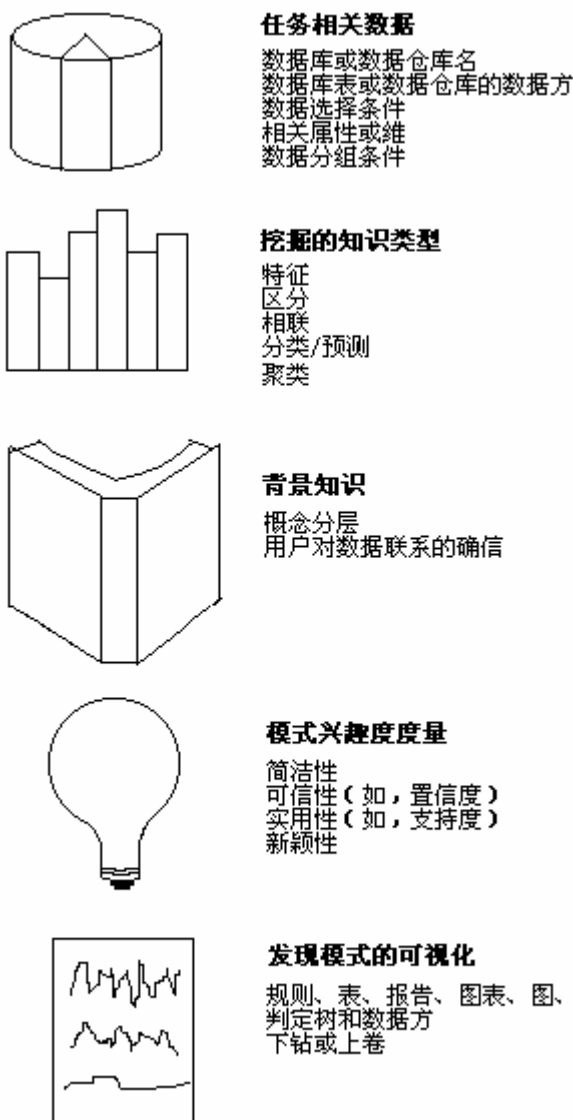 任务相关数据
数据库或数据仓库名
数据库表或数据仓库的数据方
数据选择条件
相关属性或维
数据分组条件
挖掘的知识类型
特征
区分
相联
分类/预测
聚类
背景知识
概念分层
用户对数据联系的确信
模式兴趣度度量
简洁性
可信性(如,置信度)
实用性(如,支持度)
新颖性
发现模式的可视化
规则、表、报告、图表、图、
判定树和数据方
下钻或上卷